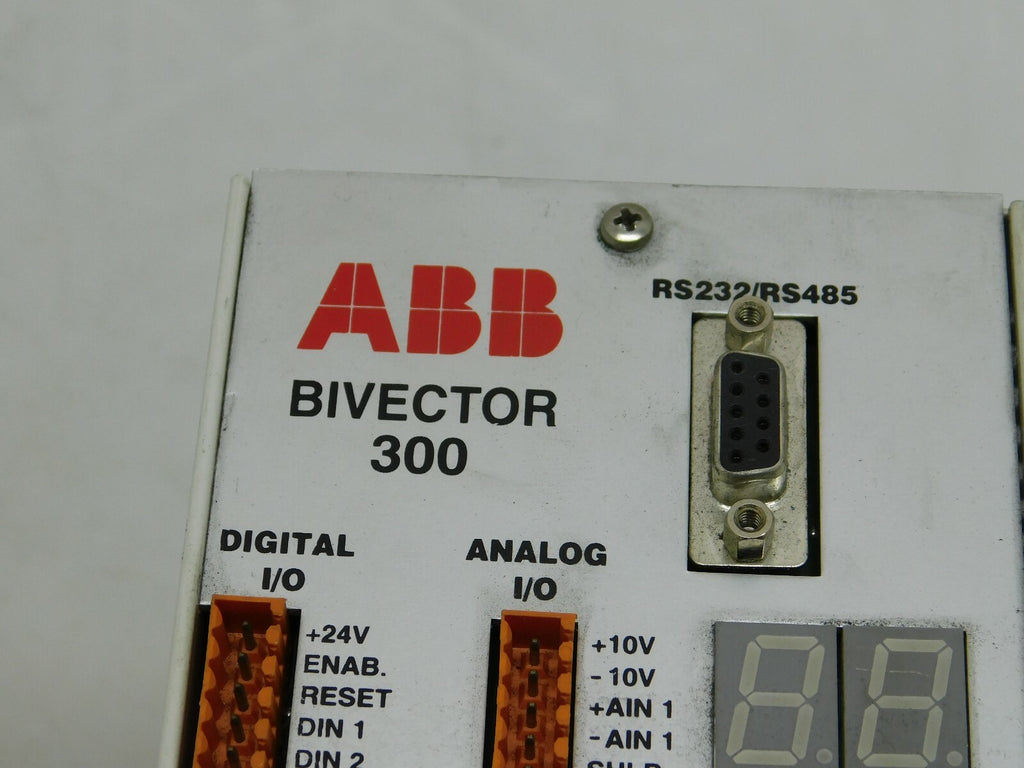 ABB
BIVECTOR
300
RS232/RS485
DIGITAL
I/O
+24V
ENAB.
RESET
DIN 1
DIN 2
ANALOG
I/O
+10V
-10V
+AIN 1
-AIN 1